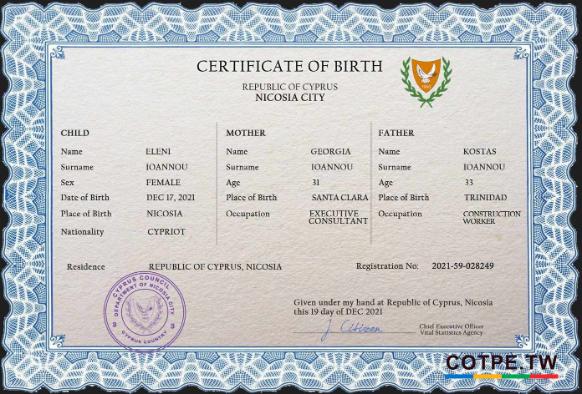 CERTIFICATE OF BIRTH
REPUBLIC OF CYPRUS
NICOSIA CITY
1960
CHILD
Name ELENI
Surname IOANNOU
Sex FEMALE
Date of Birth DEC 17, 2021
Place of Birth NICOSIA
Nationality CYPRIOT
MOTHER
Name GEORGIA
Surname IOANNOU
Age 31
Place of Birth SANTA CLARA
Occupation EXECUTIVE
CONSULTANT
FATHER
Name KOSTAS
Surname IOANNOU
Age 33
Place of Birth TRINIDAD
Occupation CONSTRUCTION
WORKER
Residence REPUBLIC OF CYPRUS, NICOSIA
Registration No: 2021-59-028249
CYPRUS COUNCIL
DEPARTMENT OF NICOSIA CITY
CYPRUS COUNTRY
Given under my hand at Republic of Cyprus, Nicosia
this 19 day of DEC 2021
J Citizen
Chief Executive Officer
Vital Statistics Agency
COTPE.TW